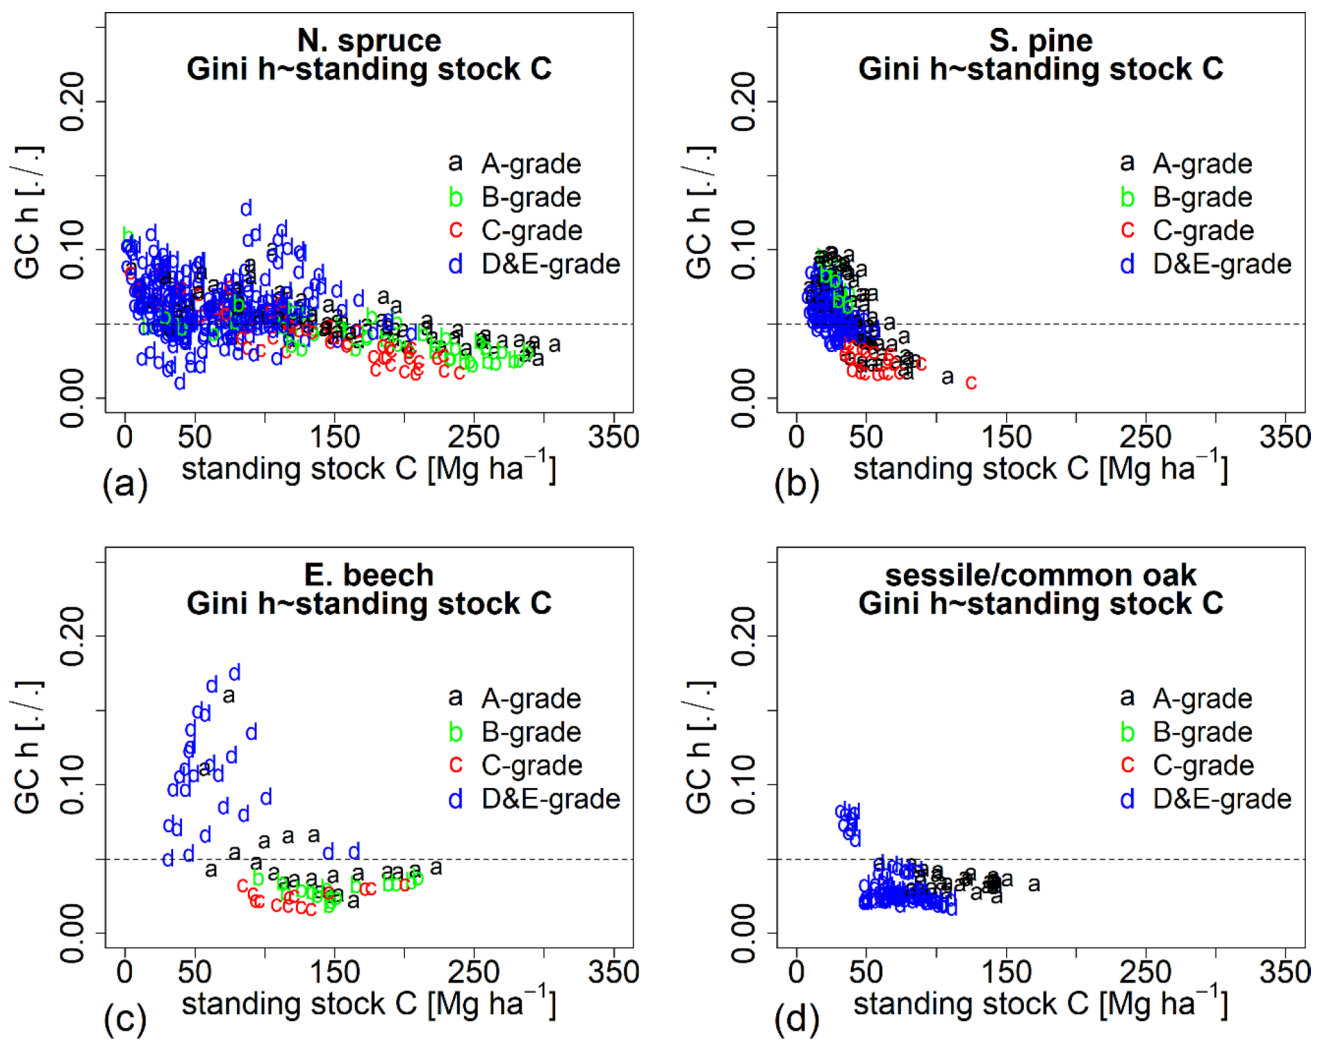 N. spruce
Gini h~standing stock C
GC h [./.]
0.20
0.10
0.00
a A-grade
b B-grade
c C-grade
d D&E-grade
0 50 150 250 350
standing stock C [Mg ha⁻¹]
(a)
S. pine
Gini h~standing stock C
GC h [./.]
0.20
0.10
0.00
a A-grade
b B-grade
c C-grade
d D&E-grade
0 50 150 250 350
standing stock C [Mg ha⁻¹]
(b)
E. beech
Gini h~standing stock C
GC h [./.]
0.20
0.10
0.00
a A-grade
b B-grade
c C-grade
d D&E-grade
0 50 150 250 350
standing stock C [Mg ha⁻¹]
(c)
sessile/common oak
Gini h~standing stock C
GC h [./.]
0.20
0.10
0.00
a A-grade
b B-grade
c C-grade
d D&E-grade
0 50 150 250 350
standing stock C [Mg ha⁻¹]
(d)